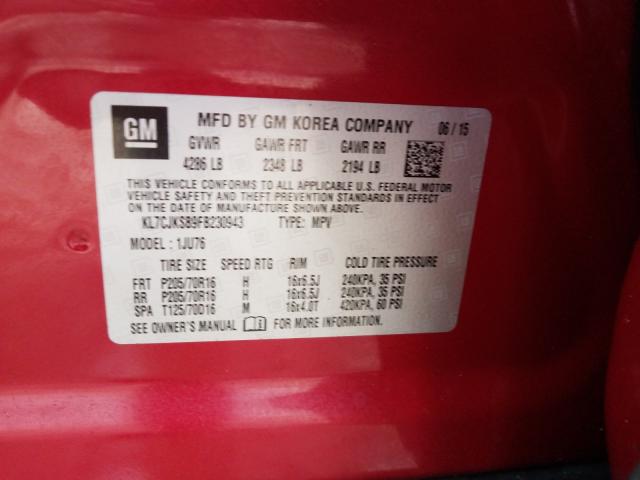 GM MFD BY GM KOREA COMPANY 06/15
GVWR GAWR FRT GAWR RR
4286 LB 2348 LB 2194 LB
THIS VEHICLE CONFORMS TO ALL APPLICABLE U.S. FEDERAL MOTOR
VEHICLE SAFETY AND THEFT PREVENTION STANDARDS IN EFFECT
ON THE DATE OF MANUFACTURE SHOWN ABOVE.
KL7CJKSB9FB230943 TYPE: MPV
MODEL: 1JU76
TIRE SIZE SPEED RTG RIM COLD TIRE PRESSURE
FRT P205/70R16 H 16x6.5J 240KPA, 35 PSI
RR P205/70R16 H 16x6.5J 240KPA, 35 PSI
SPA T125/70D16 M 16x4.0T 420KPA, 60 PSI
SEE OWNER'S MANUAL FOR MORE INFORMATION.